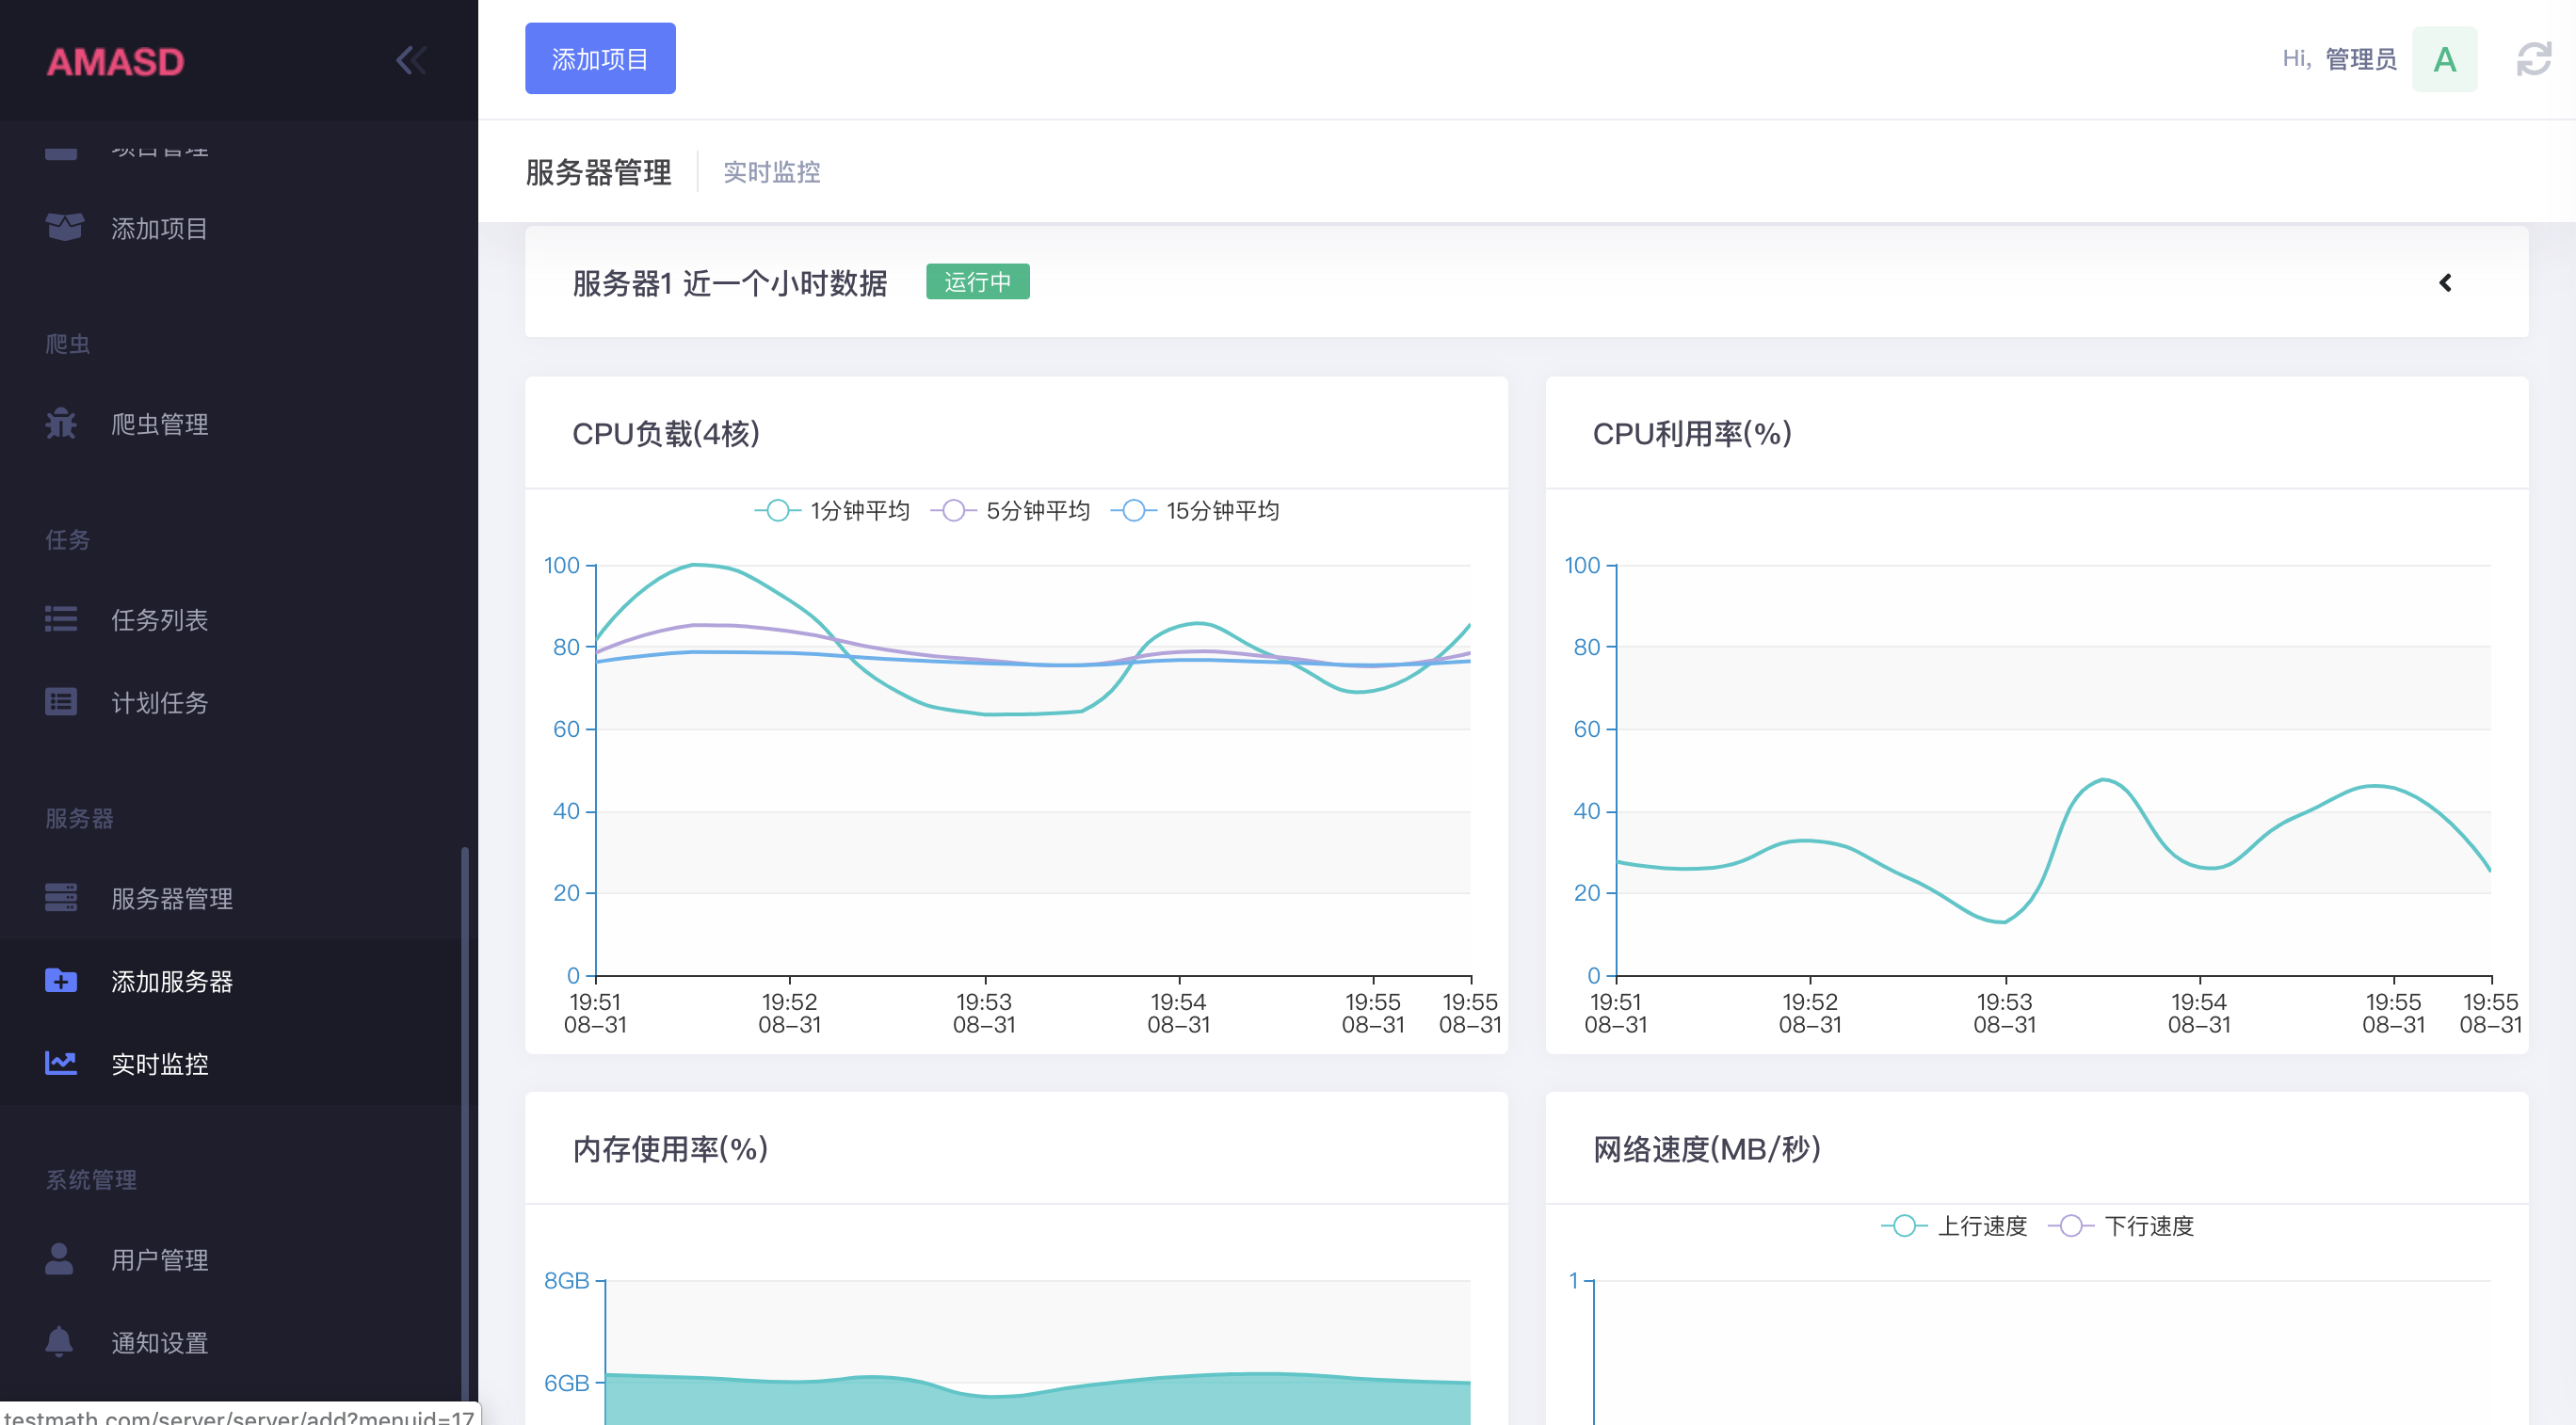 AMASD
项目管理
添加项目
爬虫
爬虫管理
任务
任务列表
计划任务
服务器
服务器管理
添加服务器
实时监控
系统管理
用户管理
通知设置
testmath.com/server/server/add?menuid=17
添加项目
Hi, 管理员 A
服务器管理 实时监控
服务器1 近一个小时数据 运行中
CPU负载(4核)
1分钟平均 5分钟平均 15分钟平均
100
80
60
40
20
0
19:51 19:52 19:53 19:54 19:55 19:55
08-31 08-31 08-31 08-31 08-31 08-31
CPU利用率(%)
100
80
60
40
20
0
19:51 19:52 19:53 19:54 19:55 19:55
08-31 08-31 08-31 08-31 08-31 08-31
内存使用率(%)
8GB
6GB
网络速度(MB/秒)
上行速度 下行速度
1